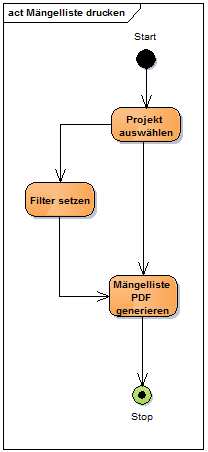 act Mängelliste drucken
Start
Projekt
auswählen
Filter setzen
Mängelliste
PDF
generieren
Stop